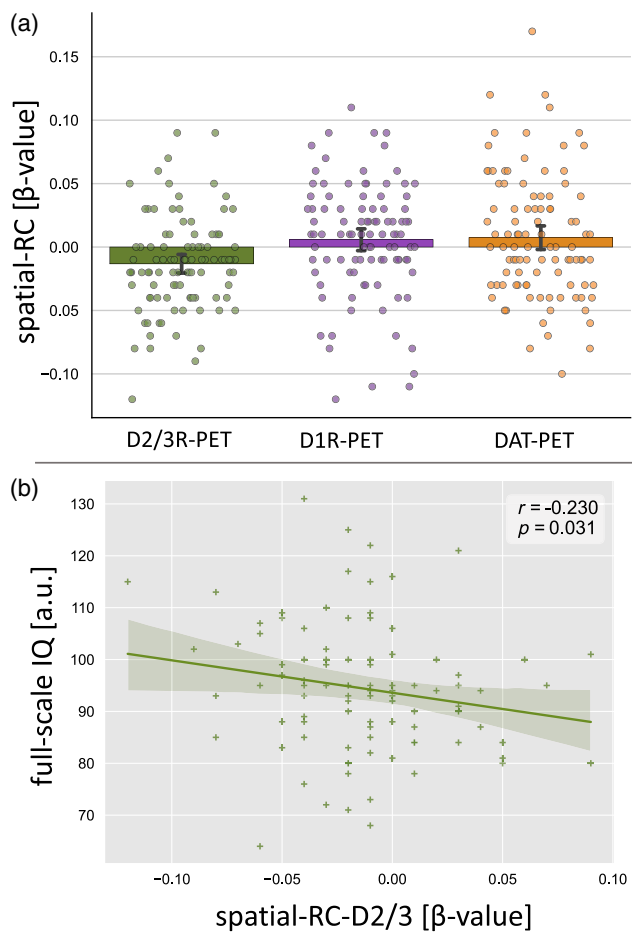 (a)
spatial-RC [β-value]
0.15
0.10
0.05
0.00
0.05
−0.10
D2/3R-PET D1R-PET DAT-PET
(b)
full-scale IQ [a.u.]
130
120
110
100
90
80
70
r = -0.230
p = 0.031
−0.10 −0.05 0.00 0.05 0.10
spatial-RC-D2/3 [β-value]